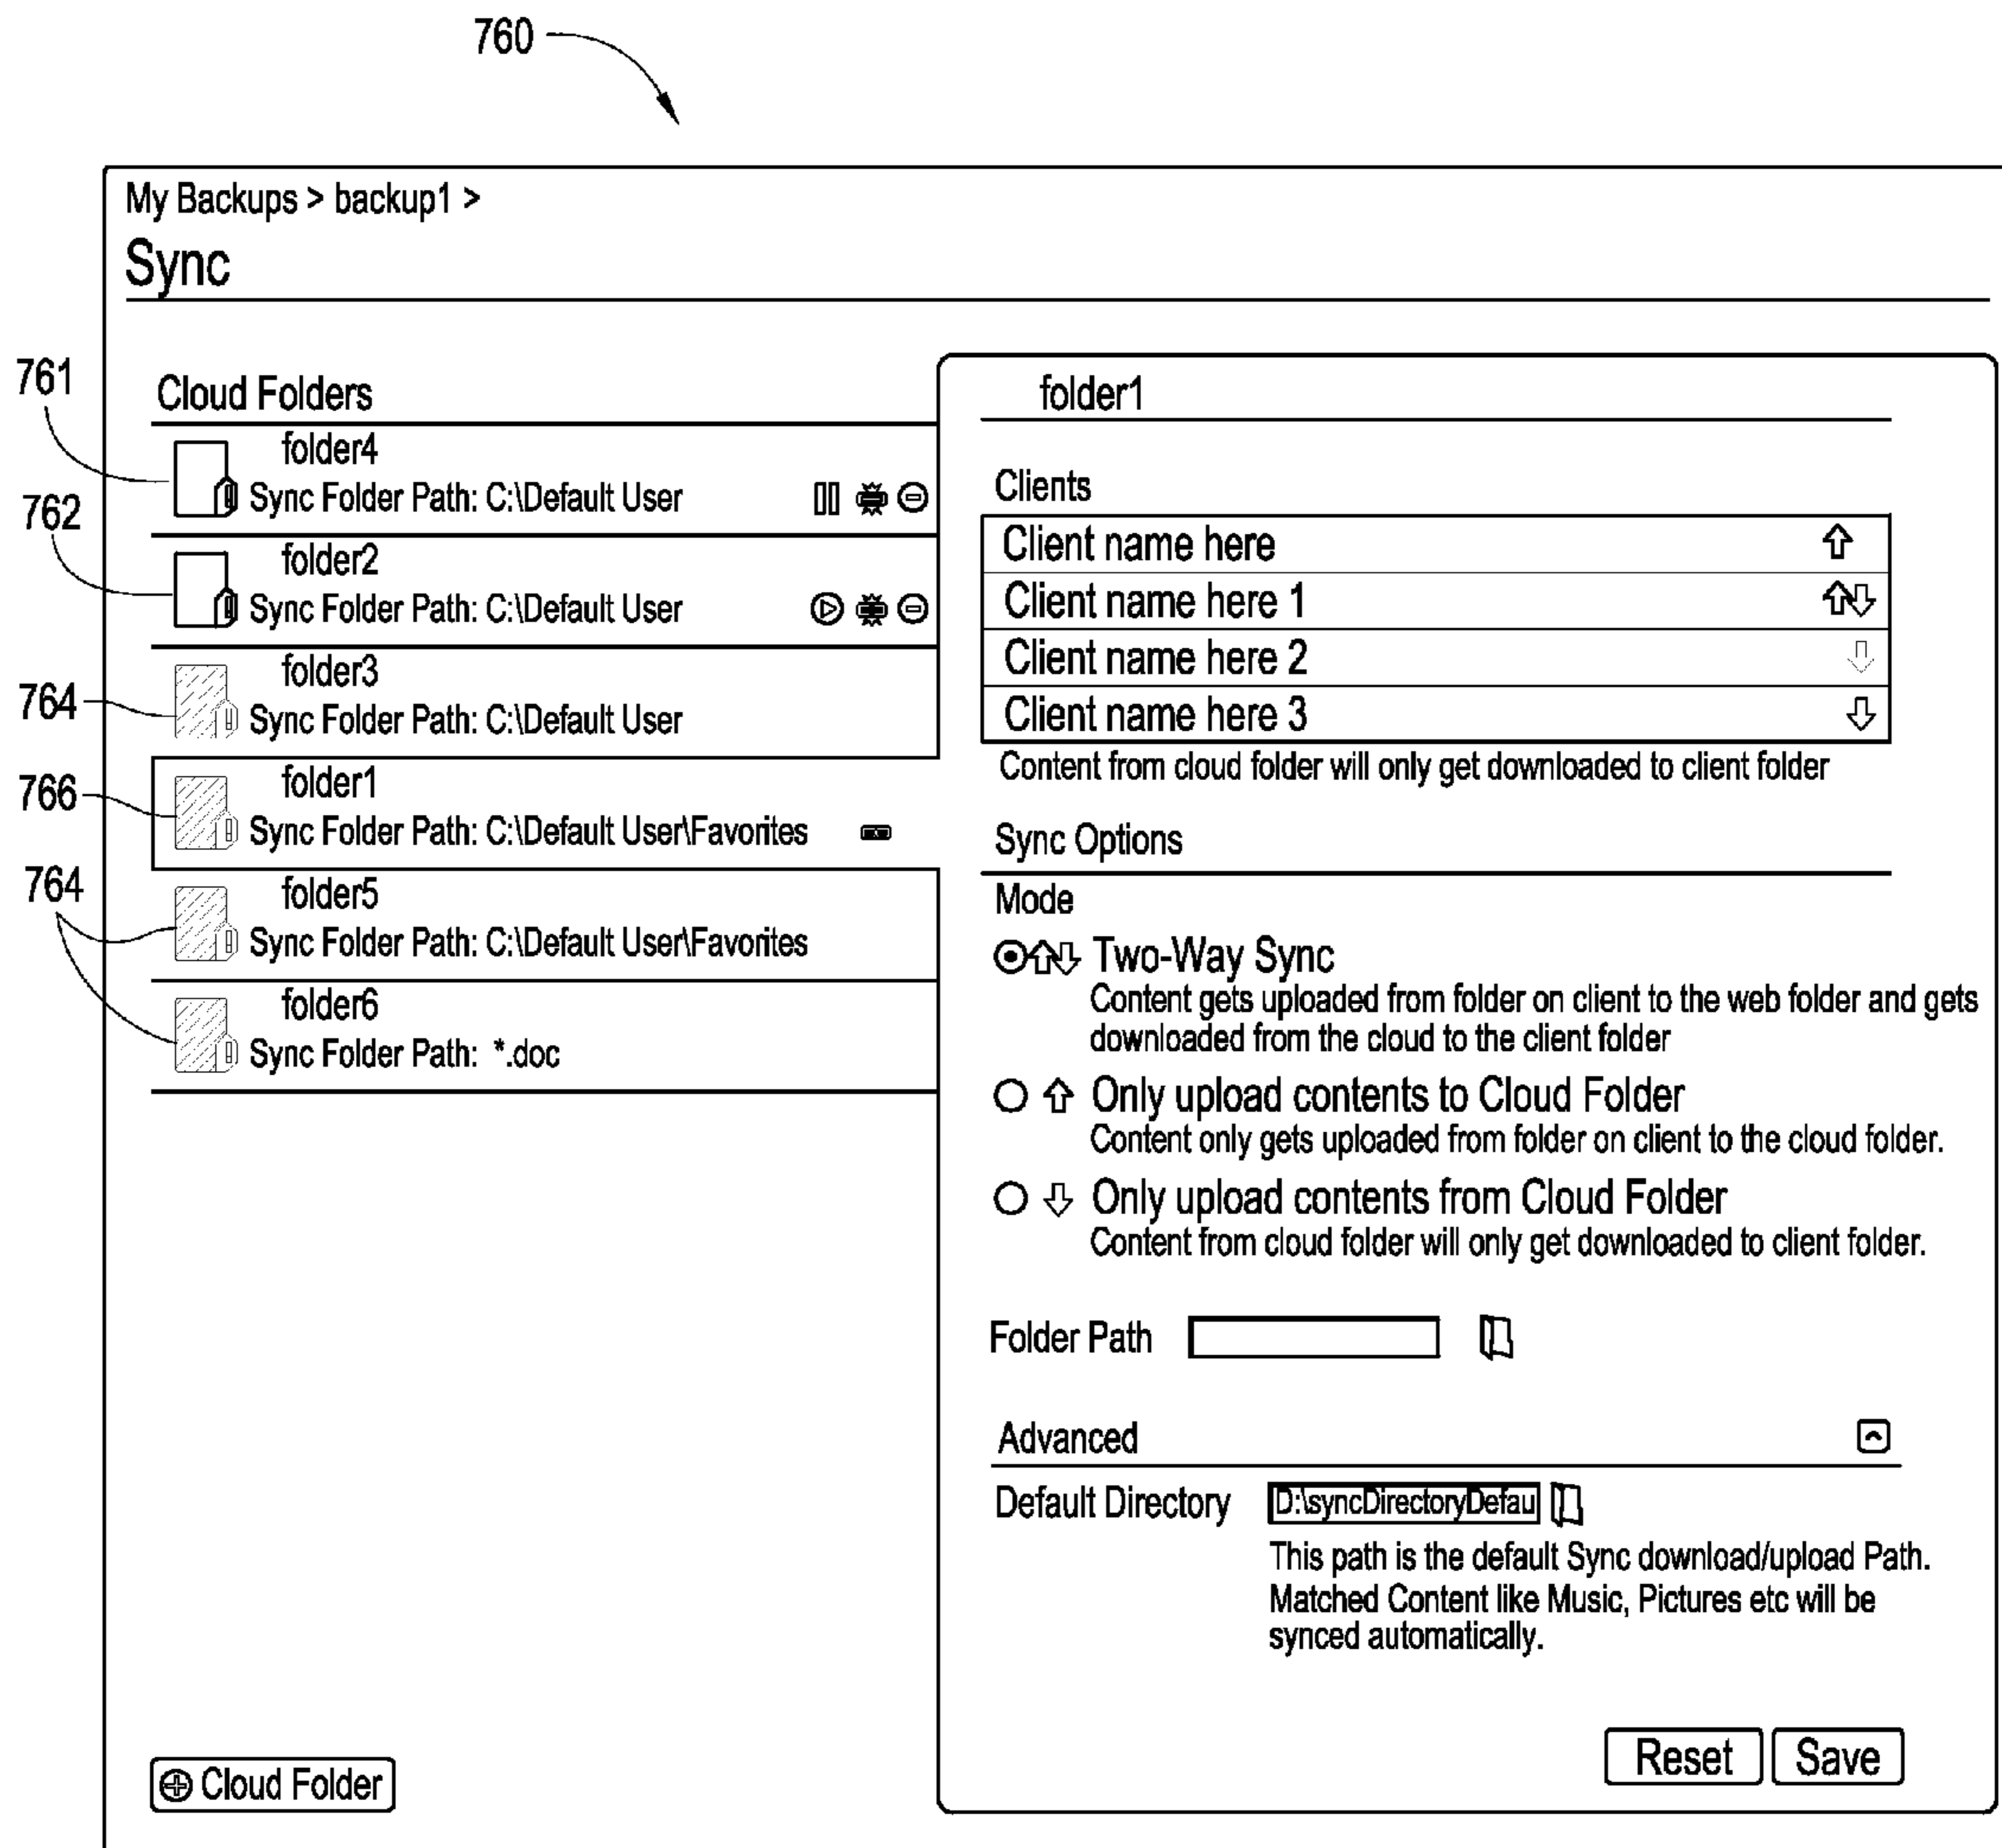 760
My Backups > backup1 >
Sync
761
762
764
766
764
Cloud Folders
folder4
Sync Folder Path: C:\Default User
folder2
Sync Folder Path: C:\Default User
folder3
Sync Folder Path: C:\Default User
folder1
Sync Folder Path: C:\Default User\Favorites
folder5
Sync Folder Path: C:\Default User\Favorites
folder6
Sync Folder Path: *.doc
Cloud Folder
folder1
Clients
Client name here
Client name here 1
Client name here 2
Client name here 3
Content from cloud folder will only get downloaded to client folder
Sync Options
Mode
Two-Way Sync
Content gets uploaded from folder on client to the web folder and gets
downloaded from the cloud to the client folder
Only upload contents to Cloud Folder
Content only gets uploaded from folder on client to the cloud folder.
Only upload contents from Cloud Folder
Content from cloud folder will only get downloaded to client folder.
Folder Path
Advanced
Default Directory D:\syncDirectoryDefau
This path is the default Sync download/upload Path.
Matched Content like Music, Pictures etc will be
synced automatically.
Reset Save